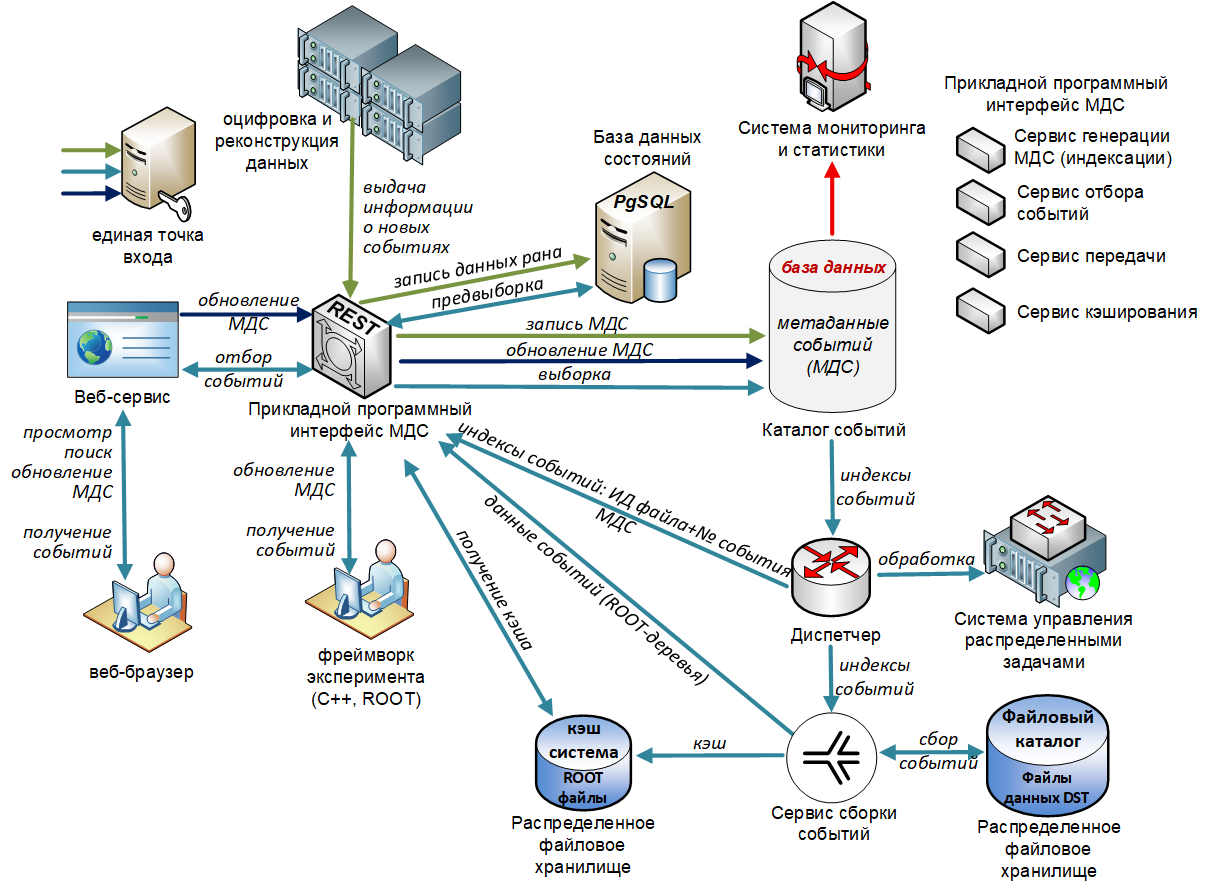 оцифровка и
реконструкция
данных
единая точка
входа
выдача
информации
о новых
событиях
База данных
состояний
PgSQL
Система мониторинга
и статистики
Прикладной программный
интерфейс МДС
Сервис генерации
МДС (индексации)
Сервис отбора
событий
Сервис передачи
Сервис кэширования
запись данных рана
предвыборка
обновление
МДС
REST
запись МДС
обновление МДС
выборка
база данных
метаданные
событий
(МДС)
Каталог событий
отбор
событий
Веб-сервис
Прикладной программный
интерфейс МДС
просмотр
поиск
обновление
МДС
получение
событий
веб-браузер
обновление
МДС
получение
событий
фреймворк
эксперимента
(C++, ROOT)
индексы событий: ИД файла+№ события
МДС
данные событий (ROOT-деревья)
получение кэша
индексы
событий
обработка
Диспетчер
Система управления
распределенными
задачами
индексы
событий
кэш
система
ROOT
файлы
Распределенное
файловое
хранилище
кэш
Сервис сборки
событий
сбор
событий
Файловый
каталог
Файлы
данных DST
Распределенное
файловое
хранилище